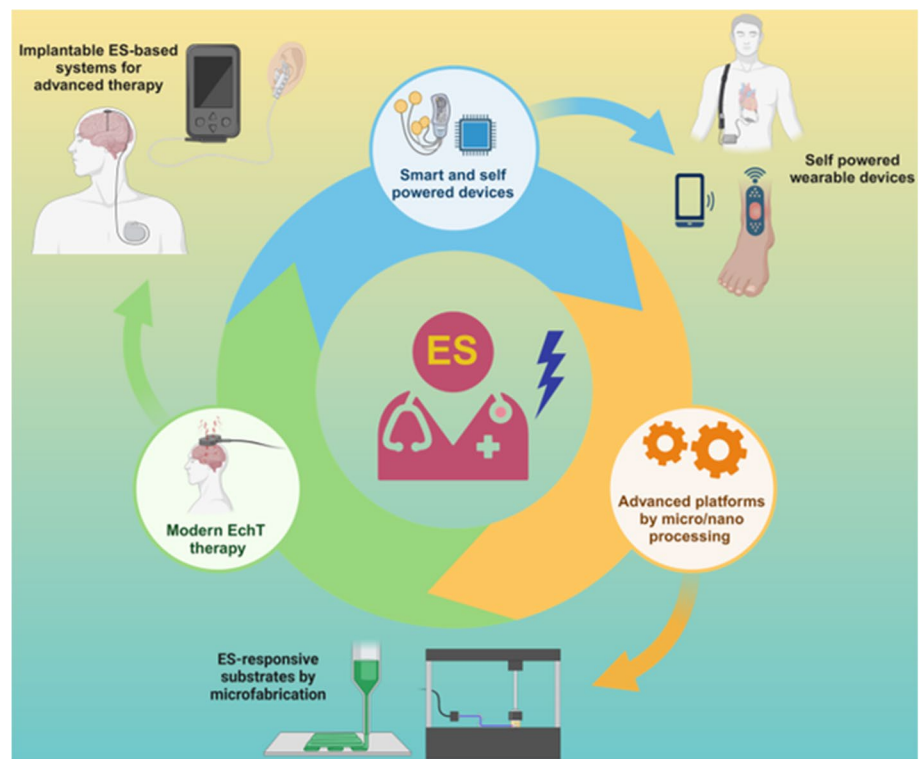 Implantable ES-based
systems for
advanced therapy
Smart and self
powered devices
Self powered
wearable devices
ES
Advanced platforms
by micro/nano
processing
Modern EchT
therapy
ES-responsive
substrates by
microfabrication